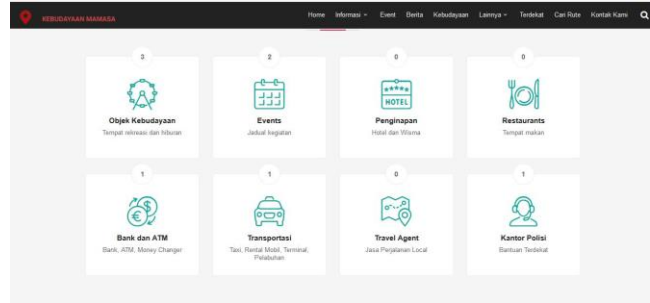 KEBUDAYAAN MAMASA
Home Informasi Event Berita Kebudayaan Lainnya Terdekat Cari Rute Kontak Kami
3
2
0
0
HOTEL
Objek Kebudayaan
Events
Penginapan
Restaurants
Tempat rekreasi dan hiburan
Jadual kegiatan
Hotel dan Wisma
Tempat makan
1
1
0
1
Bank dan ATM
Transportasi
Travel Agent
Kantor Polisi
Bank, ATM, Money Changer
Taxi, Rental Mobil, Terminal,
Pelabuhan
Jasa Perjalanan Local
Bantuan Terdekat